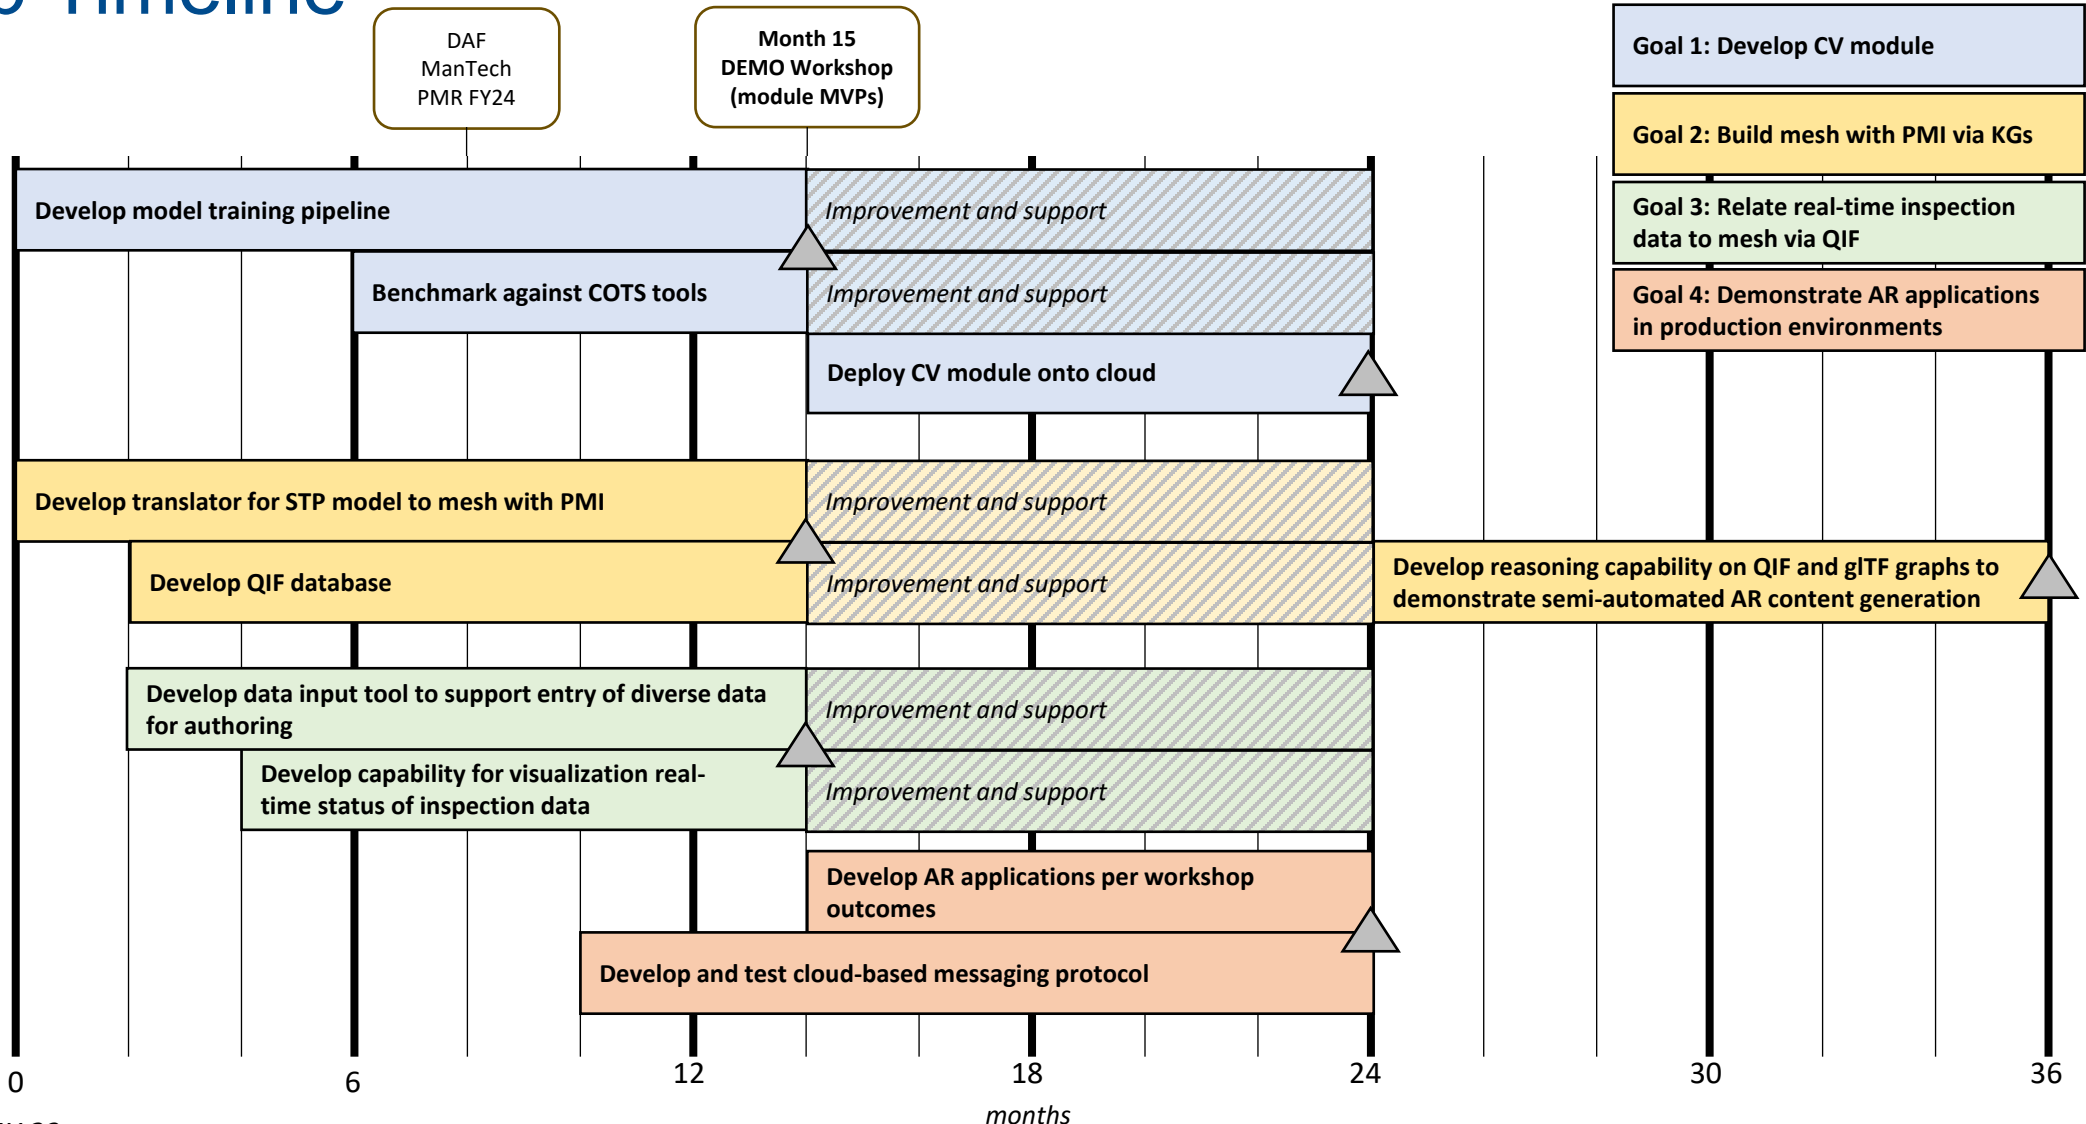 Timeline
DAF
ManTech
PMR FY24
Month 15
DEMO Workshop
(module MVPs)
Goal 1: Develop CV module
Goal 2: Build mesh with PMI via KGs
Goal 3: Relate real-time inspection
data to mesh via QIF
Goal 4: Demonstrate AR applications
in production environments
Develop model training pipeline
Improvement and support
Benchmark against COTS tools
Improvement and support
Deploy CV module onto cloud
Develop translator for STP model to mesh with PMI
Improvement and support
Develop QIF database
Improvement and support
Develop reasoning capability on QIF and glTF graphs to
demonstrate semi-automated AR content generation
Develop data input tool to support entry of diverse data
for authoring
Improvement and support
Develop capability for visualization real-
time status of inspection data
Improvement and support
Develop AR applications per workshop
outcomes
Develop and test cloud-based messaging protocol
0
6
12
18
24
30
36
months